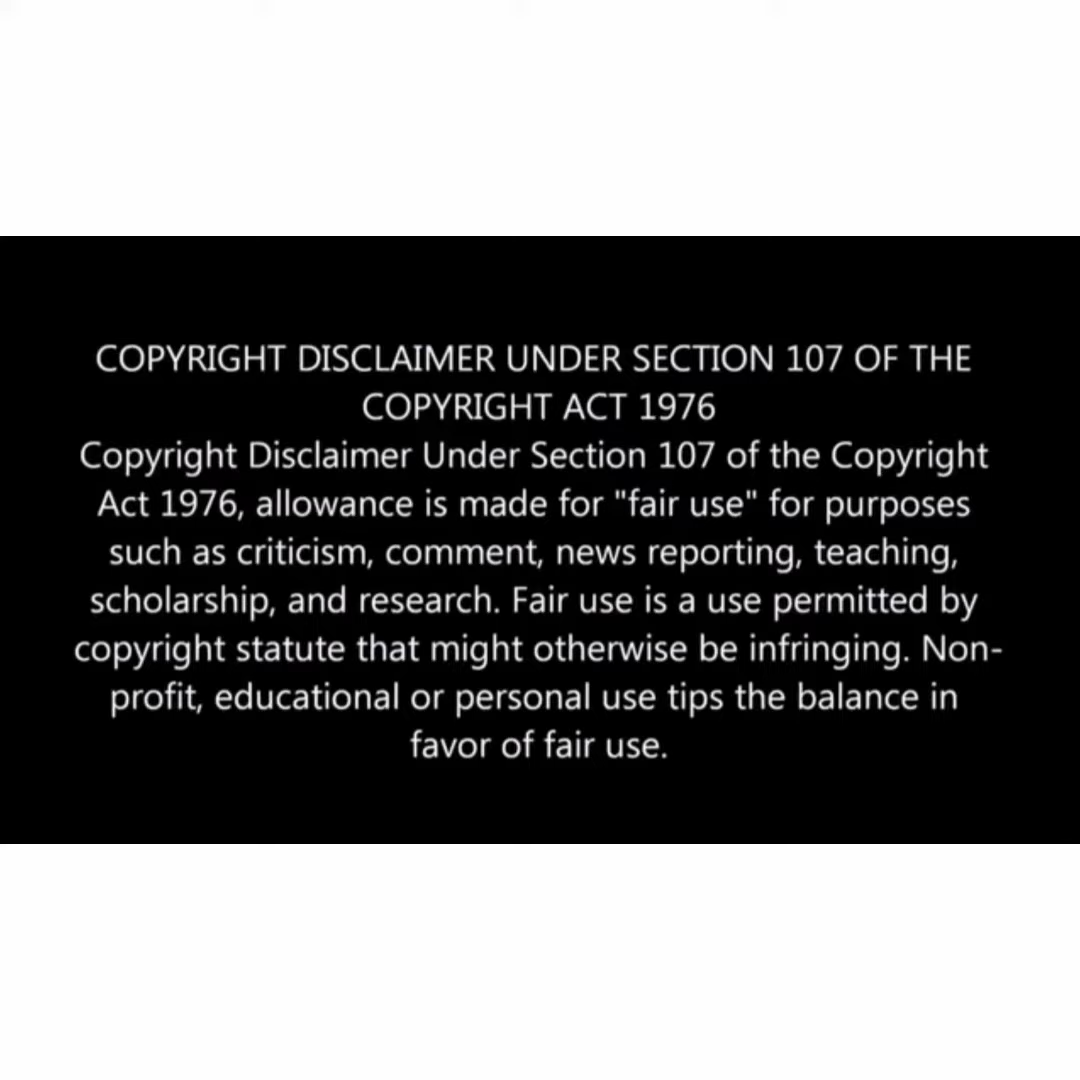 COPYRIGHT DISCLAIMER UNDER SECTION 107 OF THE
COPYRIGHT ACT 1976
Copyright Disclaimer Under Section 107 of the Copyright
Act 1976, allowance is made for "fair use" for purposes
such as criticism, comment, news reporting, teaching,
scholarship, and research. Fair use is a use permitted by
copyright statute that might otherwise be infringing. Non-
profit, educational or personal use tips the balance in
favor of fair use.